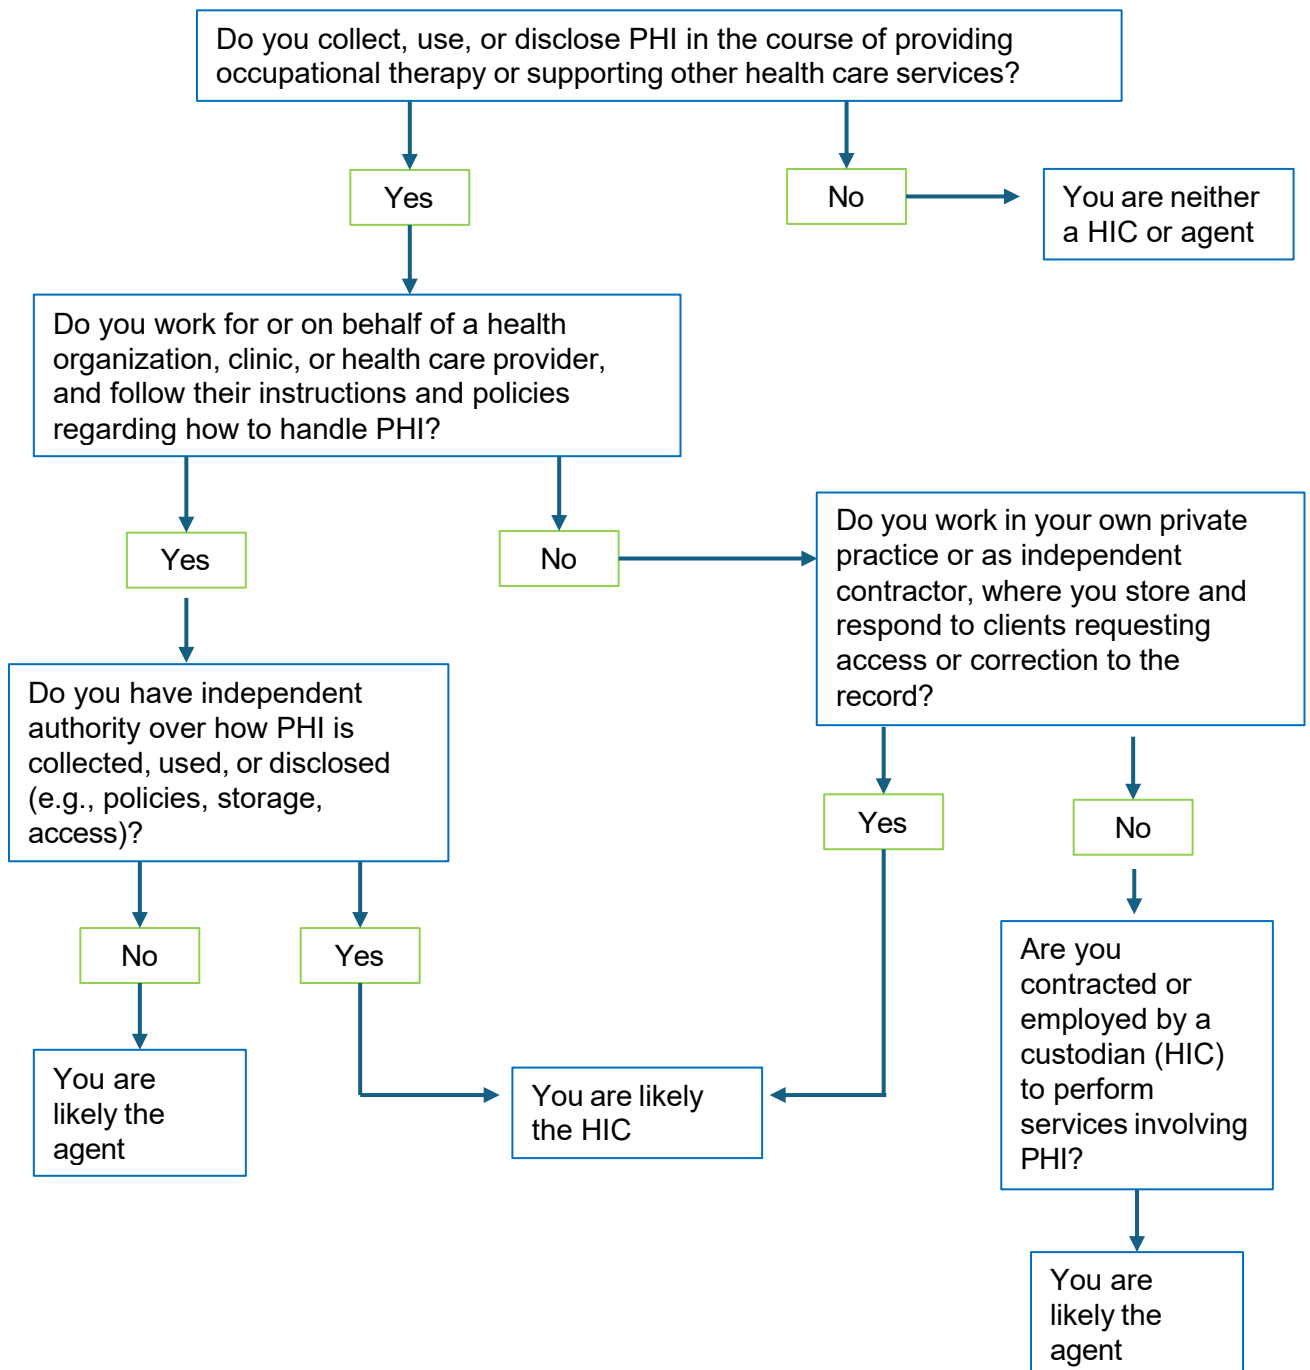 Do you collect, use, or disclose PHI in the course of providing
occupational therapy or supporting other health care services?
Yes
No
You are neither
a HIC or agent
Do you work for or on behalf of a health
organization, clinic, or health care provider,
and follow their instructions and policies
regarding how to handle PHI?
Yes
No
Do you work in your own private
practice or as independent
contractor, where you store and
respond to clients requesting
access or correction to the
record?
Do you have independent
authority over how PHI is
collected, used, or disclosed
(e.g., policies, storage,
access)?
Yes
No
No
Yes
Are you
contracted or
employed by a
custodian (HIC)
to perform
services involving
PHI?
You are
likely the
agent
You are likely
the HIC
You are
likely the
agent